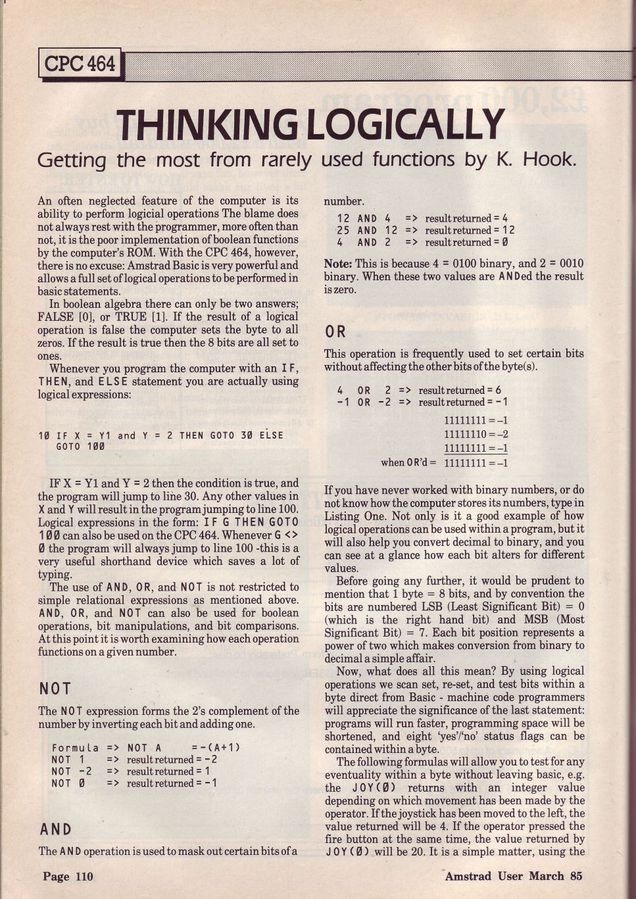 CPC 464
THINKING LOGICALLY
Getting the most from rarely used functions by K. Hook.
An often neglected feature of the computer is its
ability to perform logicial operations The blame does
not always rest with the programmer, more often than
not, it is the poor implementation of boolean functions
by the computer's ROM. With the CPC 464, however,
there is no excuse: Amstrad Basic is very powerful and
allows a full set of logical operations to be performed in
basic statements.
In boolean algebra there can only be two answers;
FALSE [0], or TRUE [1]. If the result of a logical
operation is false the computer sets the byte to all
zeros. If the result is true then the 8 bits are all set to
ones.
Whenever you program the computer with an IF,
THEN, and ELSE statement you are actually using
logical expressions:
10 IF X = Y1 and Y = 2 THEN GOTO 30 ELSE
GOTO 100
IF X = Y1 and Y = 2 then the condition is true, and
the program will jump to line 30. Any other values in
X and Y will result in the program jumping to line 100.
Logical expressions in the form: IF G THEN GOTO
100 can also be used on the CPC 464. Whenever G <>
0 the program will always jump to line 100 -this is a
very useful shorthand device which saves a lot of
typing.
The use of AND, OR, and NOT is not restricted to
simple relational expressions as mentioned above.
AND, OR, and NOT can also be used for boolean
operations, bit manipulations, and bit comparisons.
At this point it is worth examining how each operation
functions on a given number.
NOT
The NOT expression forms the 2's complement of the
number by inverting each bit and adding one.
Formula => NOT A =-(A+1)
NOT 1 => result returned = -2
NOT -2 => result returned = 1
NOT 0 => result returned = -1
AND
The AND operation is used to mask out certain bits of a
number.
12 AND 4 => result returned = 4
25 AND 12 => result returned = 12
4 AND 2 => result returned = 0
Note: This is because 4 = 0100 binary, and 2 = 0010
binary. When these two values are ANDed the result
is zero.
OR
This operation is frequently used to set certain bits
without affecting the other bits of the byte(s).
4 OR 2 => result returned = 6
-1 OR -2 => result returned = -1
11111111 = -1
11111110 = -2
11111111 = -1
when OR'd = 11111111 = -1
If you have never worked with binary numbers, or do
not know how the computer stores its numbers, type in
Listing One. Not only is it a good example of how
logical operations can be used within a program, but it
will also help you convert decimal to binary, and you
can see at a glance how each bit alters for different
values.
Before going any further, it would be prudent to
mention that 1 byte = 8 bits, and by convention the
bits are numbered LSB (Least Significant Bit) = 0
(which is the right hand bit) and MSB (Most
Significant Bit) = 7. Each bit position represents a
power of two which makes conversion from binary to
decimal a simple affair.
Now, what does all this mean? By using logical
operations we scan set, re-set, and test bits within a
byte direct from Basic - machine code programmers
will appreciate the significance of the last statement:
programs will run faster, programming space will be
shortened, and eight 'yes'/'no' status flags can be
contained within a byte.
The following formulas will allow you to test for any
eventuality within a byte without leaving basic, e.g.
the JOY(0) returns with an integer value
depending on which movement has been made by the
operator. If the joystick has been moved to the left, the
value returned will be 4. If the operator pressed the
fire button at the same time, the value returned by
JOY(0) will be 20. It is a simple matter, using the
Page 110
Amstrad User March 85